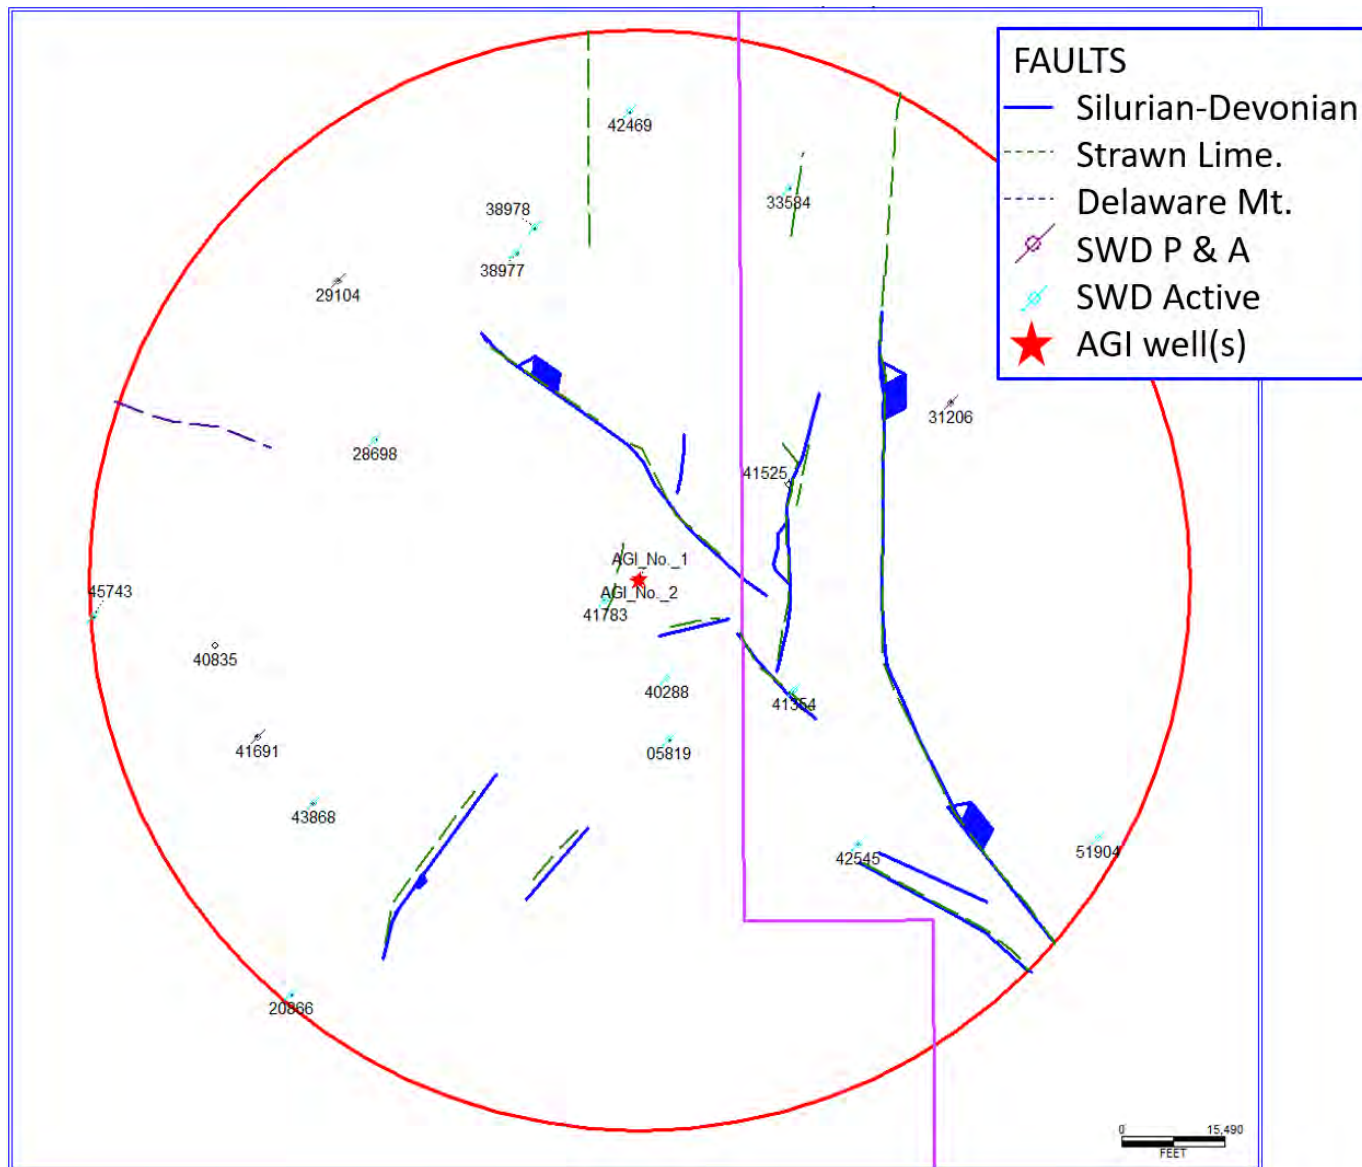 FAULTS
Silurian-Devonian
Strawn Lime.
Delaware Mt.
SWD P & A
SWD Active
AGI well(s)
42469
33584
38978
38977
29104
31206
28698
41525
AGI_No._1
45743
AGI_No._2
41783
40835
40288
41354
41691
05819
43868
42545
51904
20866
0 15,490
FEET